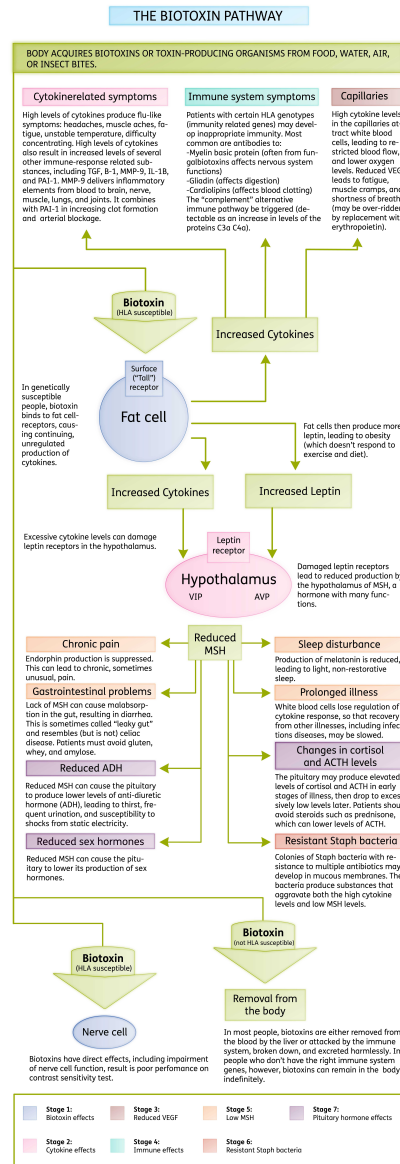 THE BIOTOXIN PATHWAY
BODY ACQUIRES BIOTOXINS OR TOXIN-PRODUCING ORGANISMS FROM FOOD, WATER, AIR,
OR INSECT BITES.
Cytokinerelated symptoms
High levels of cytokines produce flu-like
symptoms: headaches, muscle aches, fa-
tigue, unstable temperature, difficulty
concentrating. High levels of cytokines
also result in increased levels of several
other immune-response related sub-
stances, including TGF, B-1, MMP-9, IL-1B,
and PAI-1. MMP-9 delivers inflammatory
elements from blood to brain, nerve,
muscle, lungs, and joints. It combines
with PAI-1 in increasing clot formation
and arterial blockage.
Immune system symptoms
Patients with certain HLA genotypes
(immunity related genes) may devel-
op inappropriate immunity. Most
common are antibodies to:
-Myelin basic protein (often from fun-
galbiotoxins affects nervous system
functions)
-Gliadin (affects digestion)
-Cardiolipins (affects blood clotting)
The "complement" alternative
immune pathway be triggered (de-
tectable as an increase in levels of the
proteins C3a C4a).
Capillaries
High cytokine levels
in the capillaries at-
tract white blood
cells, leading to re-
stricted blood flow,
and lower oxygen
levels. Reduced VEG
leads to fatigue,
muscle cramps, and
shortness of breath
(may be over-ridden
by replacement with
erythropoietin).
Biotoxin
(HLA susceptible)
Increased Cytokines
Surface
("Tall")
receptor
Fat cell
In genetically
susceptible
people, biotoxin
binds to fat cell-
receptors, caus-
ing continuing,
unregulated
production of
cytokines.
Fat cells then produce more
leptin, leading to obesity
(which doesn't respond to
exercise and diet).
Increased Cytokines
Increased Leptin
Excessive cytokine levels can damage
leptin receptors in the hypothalamus.
Leptin
receptor
Hypothalamus
VIP AVP
Damaged leptin receptors
lead to reduced production by
the hypothalamus of MSH, a
hormone with many func-
tions.
Reduced
MSH
Chronic pain
Endorphin production is suppressed.
This can lead to chronic, sometimes
unusual, pain.
Gastrointestinal problems
Lack of MSH can cause malabsorp-
tion in the gut, resulting in diarrhea.
This is sometimes called "leaky gut"
and resembles (but is not) celiac
disease. Patients must avoid gluten,
whey, and amylose.
Reduced ADH
Reduced MSH can cause the pituitary
to produce lower levels of anti-diuretic
hormone (ADH), leading to thirst, fre-
quent urination, and susceptibility to
shocks from static electricity.
Reduced sex hormones
Reduced MSH can cause the pitu-
itary to lower its production of sex
hormones.
Sleep disturbance
Production of melatonin is reduced,
leading to light, non-restorative
sleep.
Prolonged illness
White blood cells lose regulation of
cytokine response, so that recovery
from other illnesses, including infec
tions diseases, may be slowed.
Changes in cortisol
and ACTH levels
The pituitary may produce elevated
levels of cortisol and ACTH in early
stages of illness, then drop to exces
sively low levels later. Patients shou
avoid steroids such as prednisone,
which can lower levels of ACTH.
Resistant Staph bacteria
Colonies of Staph bacteria with re-
sistance to multiple antibiotics may
develop in mucous membranes. The
bacteria produce substances that
aggravate both the high cytokine
levels and low MSH levels.
Biotoxin
(HLA susceptible)
Nerve cell
Biotoxins have direct effects, including impairment
of nerve cell function, result is poor perfomance on
contrast sensitivity test.
Biotoxin
(not HLA susceptible)
Removal from
the body
In most people, biotoxins are either removed from
the blood by the liver or attacked by the immune
system, broken down, and excreted harmlessly. In
people who don't have the right immune system
genes, however, biotoxins can remain in the body
indefinitely.
Stage 1:
Biotoxin effects
Stage 3:
Reduced VEGF
Stage 5:
Low MSH
Stage 7:
Pituitary hormone effects
Stage 2:
Cytokine effects
Stage 4:
Immune effects
Stage 6:
Resistant Staph bacteria